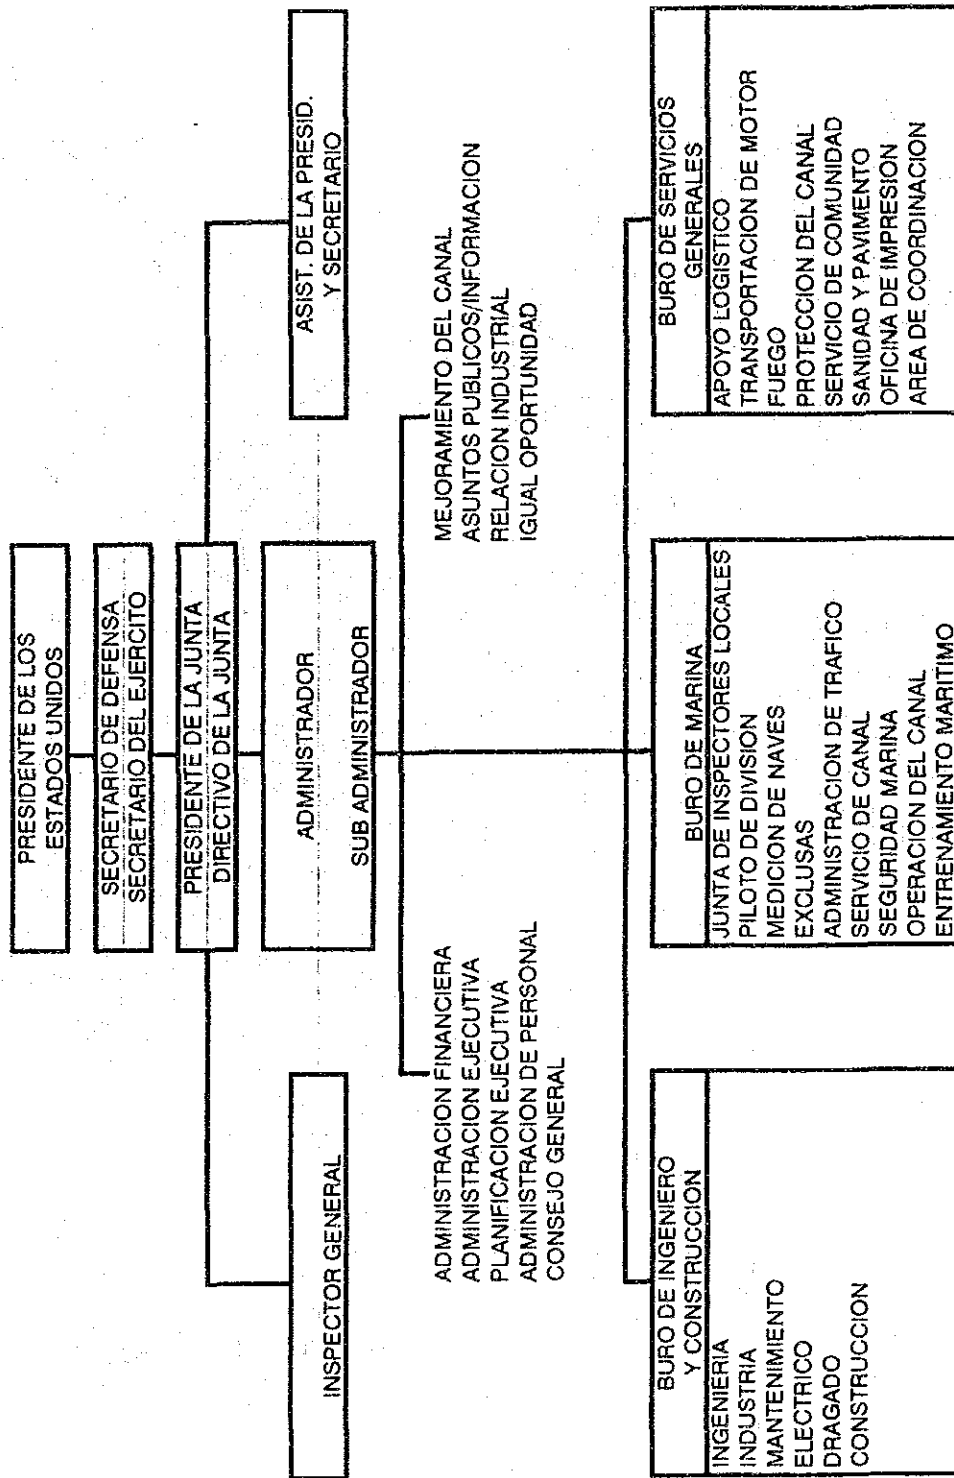 PRESIDENTE DE LOS
ESTADOS UNIDOS
SECRETARIO DE DEFENSA
SECRETARIO DEL EJERCITO
PRESIDENTE DE LA JUNTA
DIRECTIVO DE LA JUNTA
INSPECTOR GENERAL
ADMINISTRADOR
SUB ADMINISTRADOR
ASIST. DE LA PRESID.
Y SECRETARIO
ADMINISTRACION FINANCIERA
ADMINISTRACION EJECUTIVA
PLANIFICACION EJECUTIVA
ADMINISTRACION DE PERSONAL
CONSEJO GENERAL
MEJORAMIENTO DEL CANAL
ASUNTOS PUBLICOS/INFORMACION
RELACION INDUSTRIAL
IGUAL OPORTUNIDAD
BURO DE INGENIERO
Y CONSTRUCCION
INGENIERIA
INDUSTRIA
MANTENIMIENTO
ELECTRICO
DRAGADO
CONSTRUCCION
BURO DE MARINA
JUNTA DE INSPECTORES LOCALES
PILOTO DE DIVISION
MEDICION DE NAVES
EXCLUSAS
ADMINISTRACION DE TRAFICO
SERVICIO DE CANAL
SEGURIDAD MARINA
OPERACION DEL CANAL
ENTRENAMIENTO MARITIMO
BURO DE SERVICIOS
GENERALES
APOYO LOGISTICO
TRANSPORTACION DE MOTOR
FUEGO
PROTECCION DEL CANAL
SERVICIO DE COMUNIDAD
SANIDAD Y PAVIMENTO
OFICINA DE IMPRESION
AREA DE COORDINACION